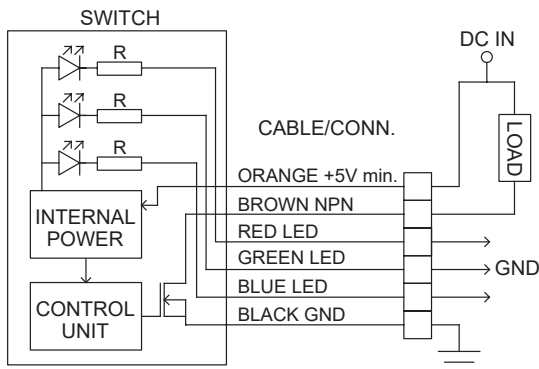 SWITCH
DC IN
R
R
R
CABLE/CONN.
LOAD
ORANGE +5V min.
BROWN NPN
RED LED
GREEN LED
GND
BLUE LED
BLACK GND
INTERNAL
POWER
CONTROL
UNIT